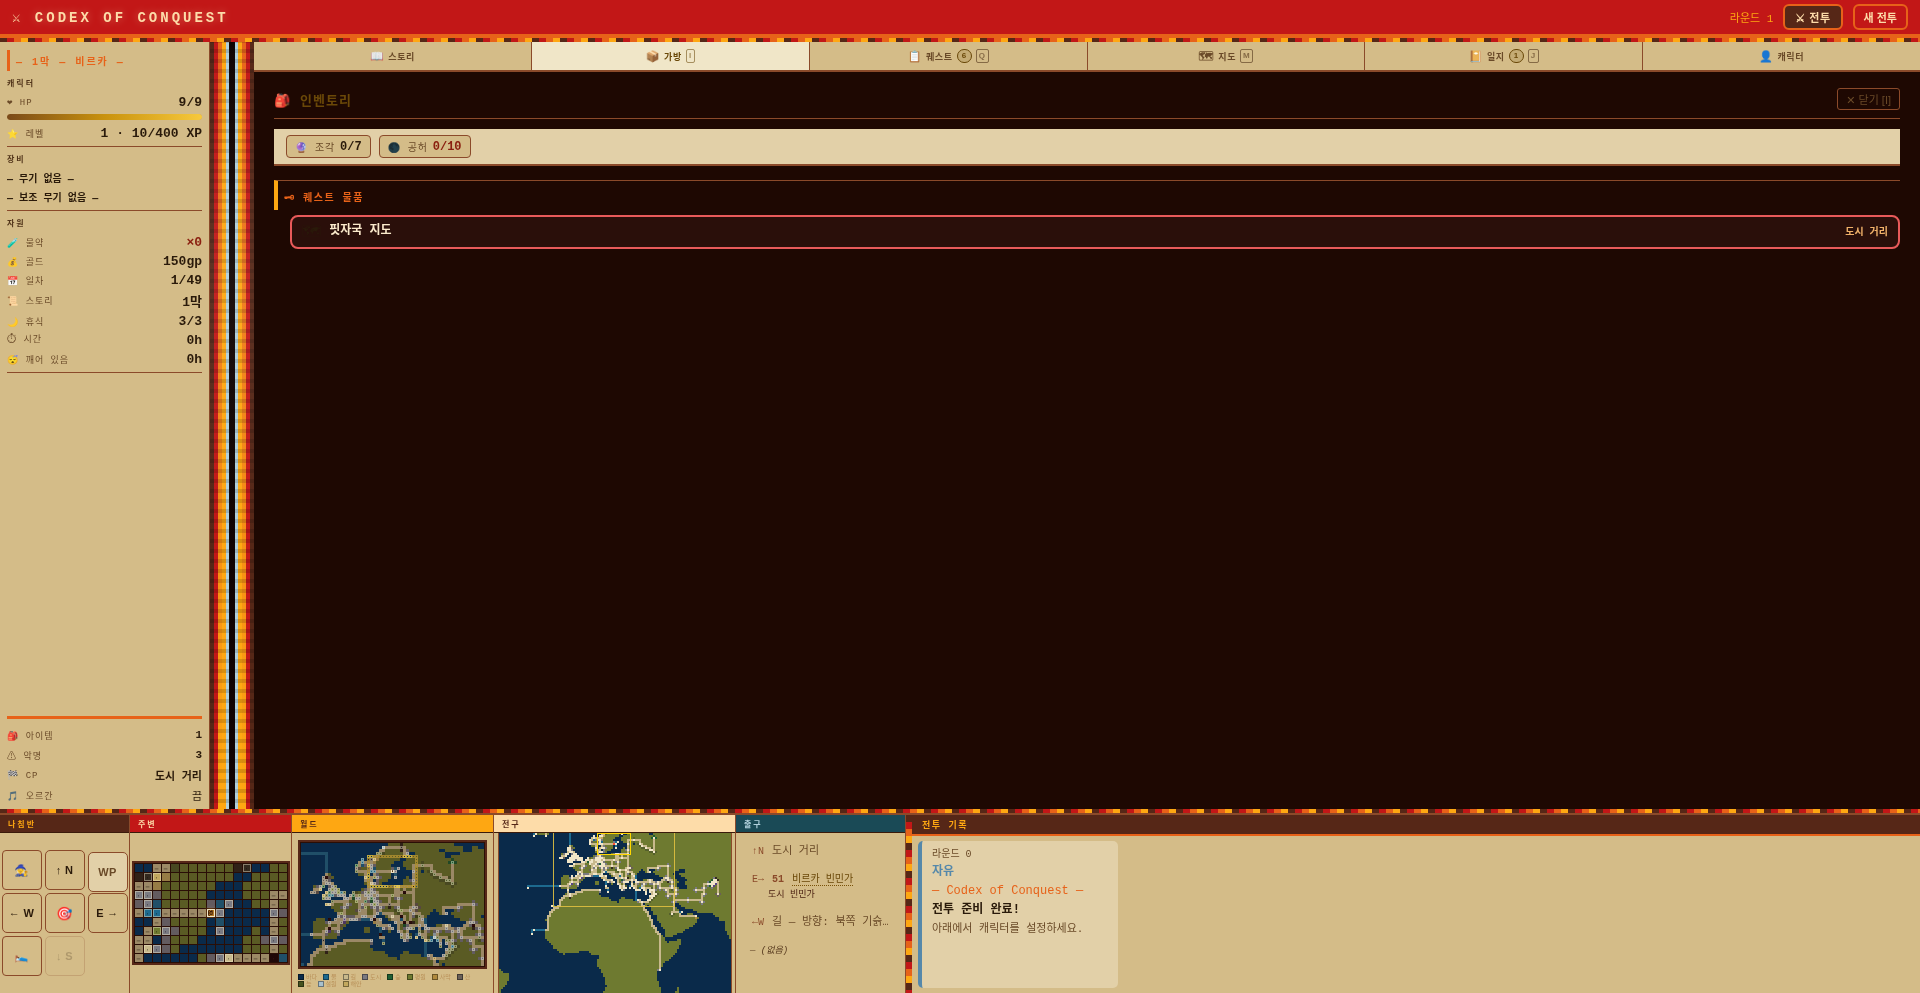 ⚔ CODEX OF CONQUEST
라운드 1
⚔ 전투
새 전투
— 1막 — 비르카 —
캐릭터
❤ HP 9/9
⭐ 레벨 1 · 10/400 XP
장비
— 무기 없음 —
— 보조 무기 없음 —
자원
🧪 물약 ×0
💰 골드 150gp
📅 일차 1/49
📜 스토리 1막
🌙 휴식 3/3
⏱ 시간 0h
😴 깨어 있음 0h
🎒 아이템 1
⚠ 악명 3
🏁 CP 도시 거리
🎵 오르간 끔
📖 스토리
📦 가방 I
📋 퀘스트 6 Q
🗺 지도 M
📔 일지 1 J
👤 캐릭터
🎒 인벤토리
✕ 닫기 [I]
🔮 조각 0/7
🌑 공허 0/10
🗝 퀘스트 물품
핏자국 지도
도시 거리
나침반
주변
월드
전구
출구
전투 기록
↑ N
WP
← W
E →
↓ S
↑N 도시 거리
E→ 51 비르카 빈민가
도시 빈민가
←W 길 — 방향: 북쪽 기슭…
— (없음)
라운드 0
자유
— Codex of Conquest —
전투 준비 완료!
아래에서 캐릭터를 설정하세요.